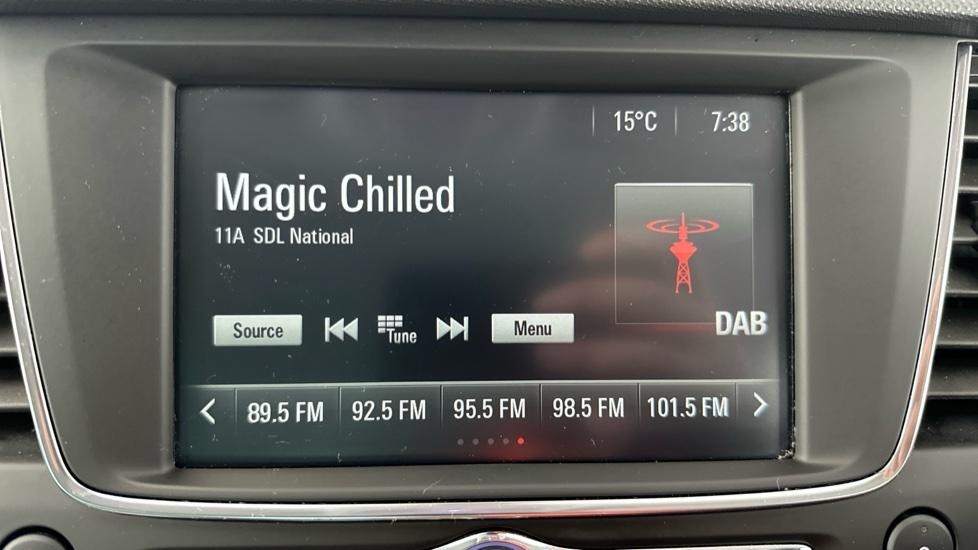 15°C 7:38
Magic Chilled
11A SDL National
DAB
Source Tune Menu
89.5 FM 92.5 FM 95.5 FM 98.5 FM 101.5 FM